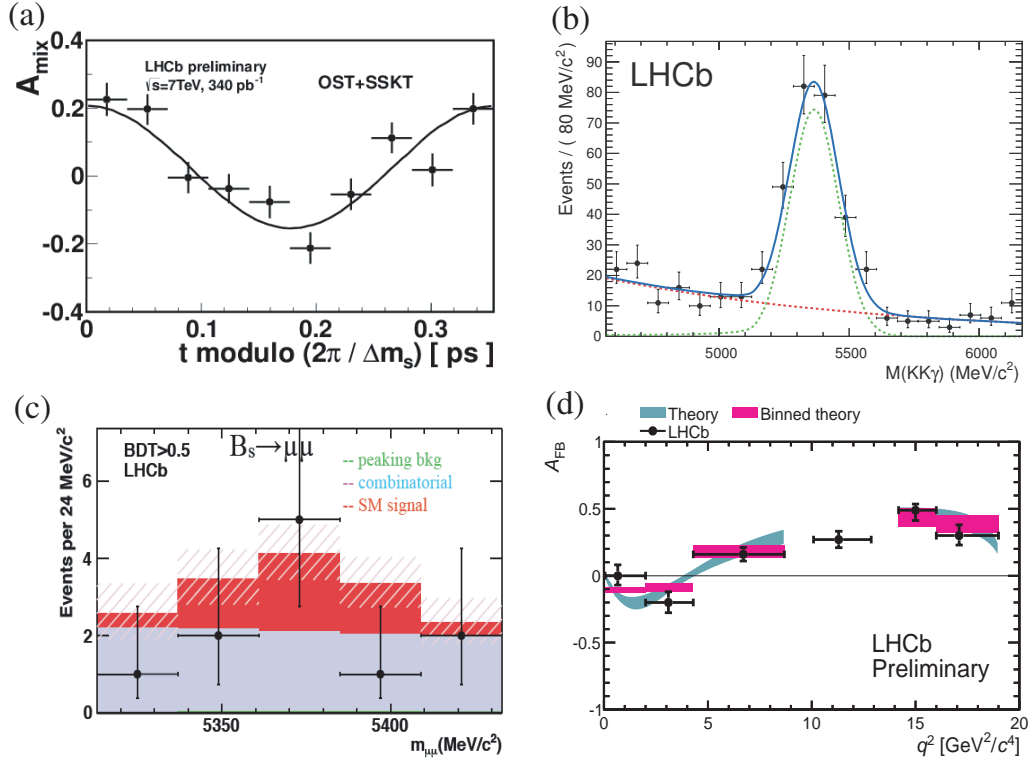 (a)
A_mix
0.4
0.2
0
-0.2
-0.4
LHCb preliminary
√s=7TeV, 340 pb⁻¹
OST+SSKT
0
0.1
0.2
0.3
t modulo (2π / Δm_s) [ ps ]
(b)
Events / ( 80 MeV/c² )
90
80
70
60
50
40
30
20
10
0
LHCb
5000
5500
6000
M(KKγ) (MeV/c²)
(c)
Events per 24 MeV/c²
6
4
2
0
BDT>0.5
LHCb
B_s→μμ
-- peaking bkg
-- combinatorial
-- SM signal
5350
5400
m_μμ(MeV/c²)
(d)
Theory
Binned theory
LHCb
A_FB
1
0.5
0
-0.5
-1
LHCb
Preliminary
0
5
10
15
20
q² [GeV²/c⁴]